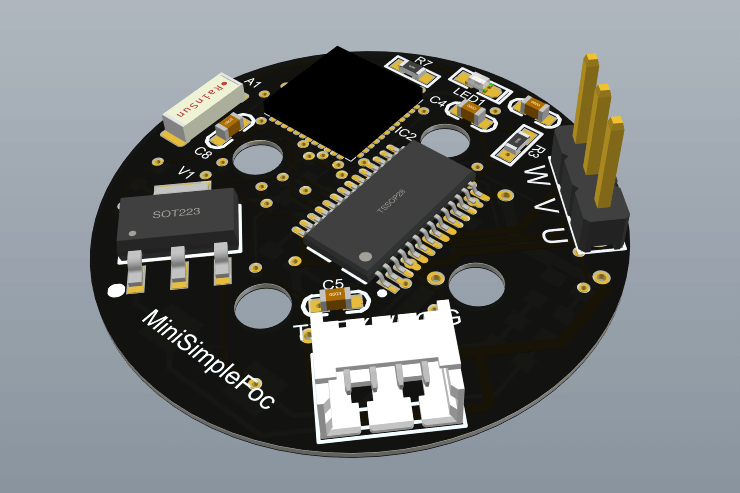 R7
A1
RainSun
LED1
C4
IC2
R3
C8
V1
TSSOP28
SOT223
W V U
C5
MiniSimpleFoc